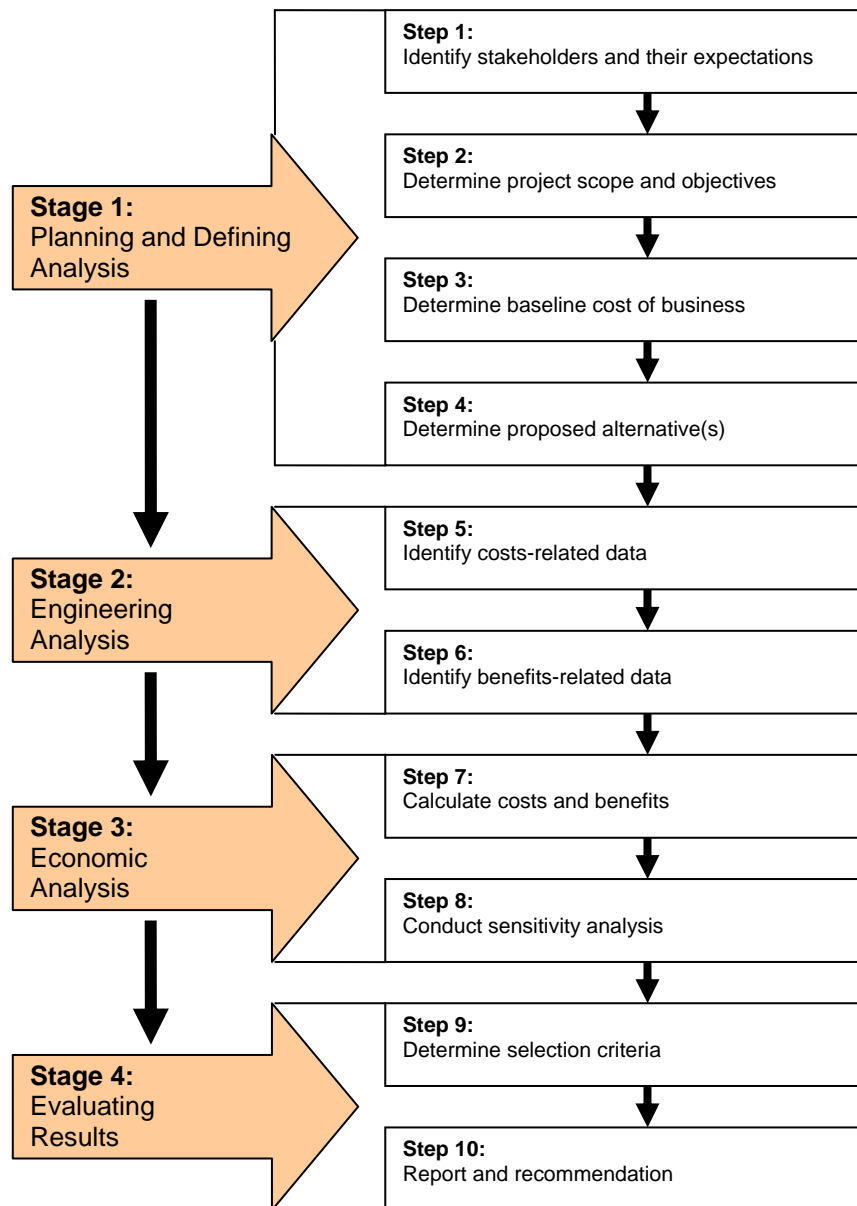 Step 1:
Identify stakeholders and their expectations
Step 2:
Determine project scope and objectives
Stage 1:
Planning and Defining
Analysis
Step 3:
Determine baseline cost of business
Step 4:
Determine proposed alternative(s)
Step 5:
Identify costs-related data
Stage 2:
Engineering
Analysis
Step 6:
Identify benefits-related data
Step 7:
Calculate costs and benefits
Stage 3:
Economic
Analysis
Step 8:
Conduct sensitivity analysis
Step 9:
Determine selection criteria
Stage 4:
Evaluating
Results
Step 10:
Report and recommendation